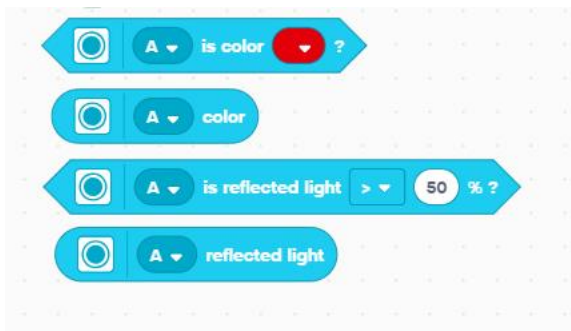 A is color ?
A color
A is reflected light > 50 % ?
A reflected light